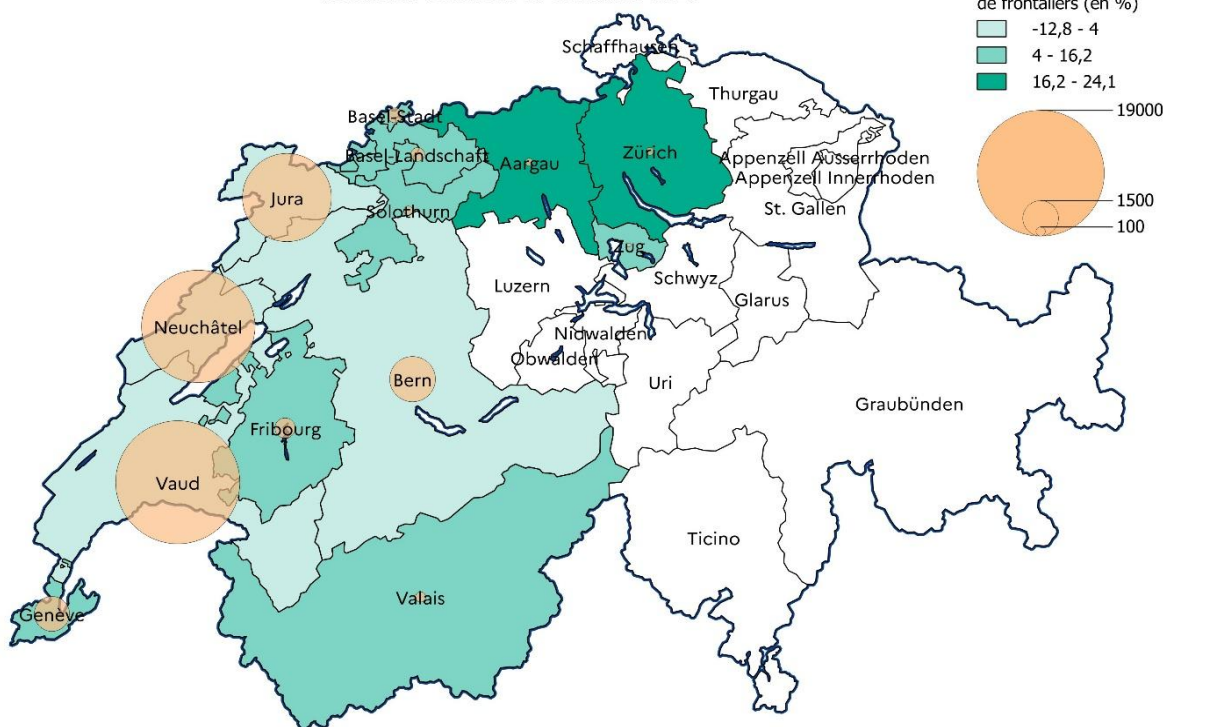 de frontaliers (en %)
-12,8 - 4
4 - 16,2
16,2 - 24,1
19000
1500
100
Schaffhausen
Thurgau
Basel-Stadt
Basel-Landschaft
Aargau
Zürich
Appenzell Ausserrhoden
Appenzell Innerrhoden
Jura
Solothurn
St. Gallen
Zug
Schwyz
Luzern
Glarus
Neuchâtel
Nidwalden
Obwalden
Bern
Uri
Graubünden
Fribourg
Vaud
Ticino
Valais
Genève